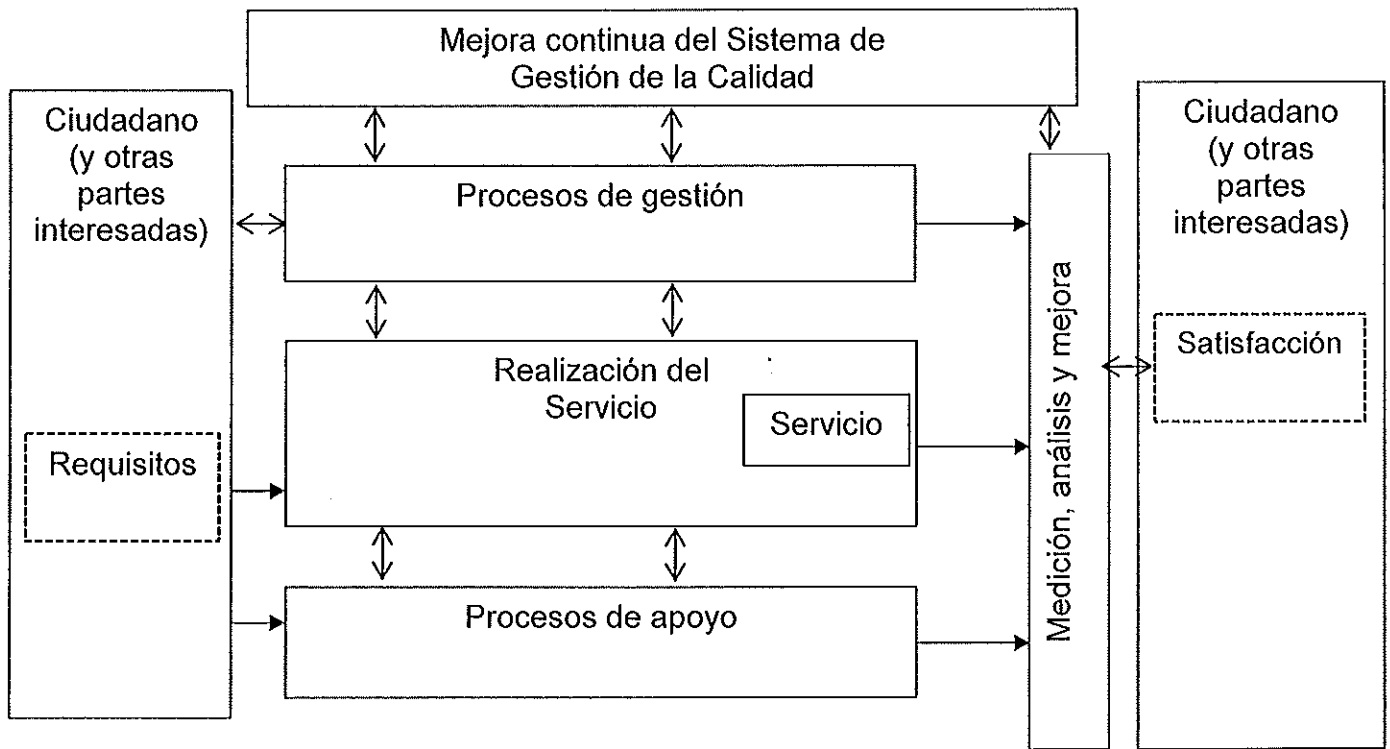 Mejora continua del Sistema de
Gestión de la Calidad
Ciudadano
(y otras
partes
interesadas)
Requisitos
Procesos de gestión
Realización del
Servicio
Servicio
Procesos de apoyo
Medición, análisis y mejora
Ciudadano
(y otras
partes
interesadas)
Satisfacción